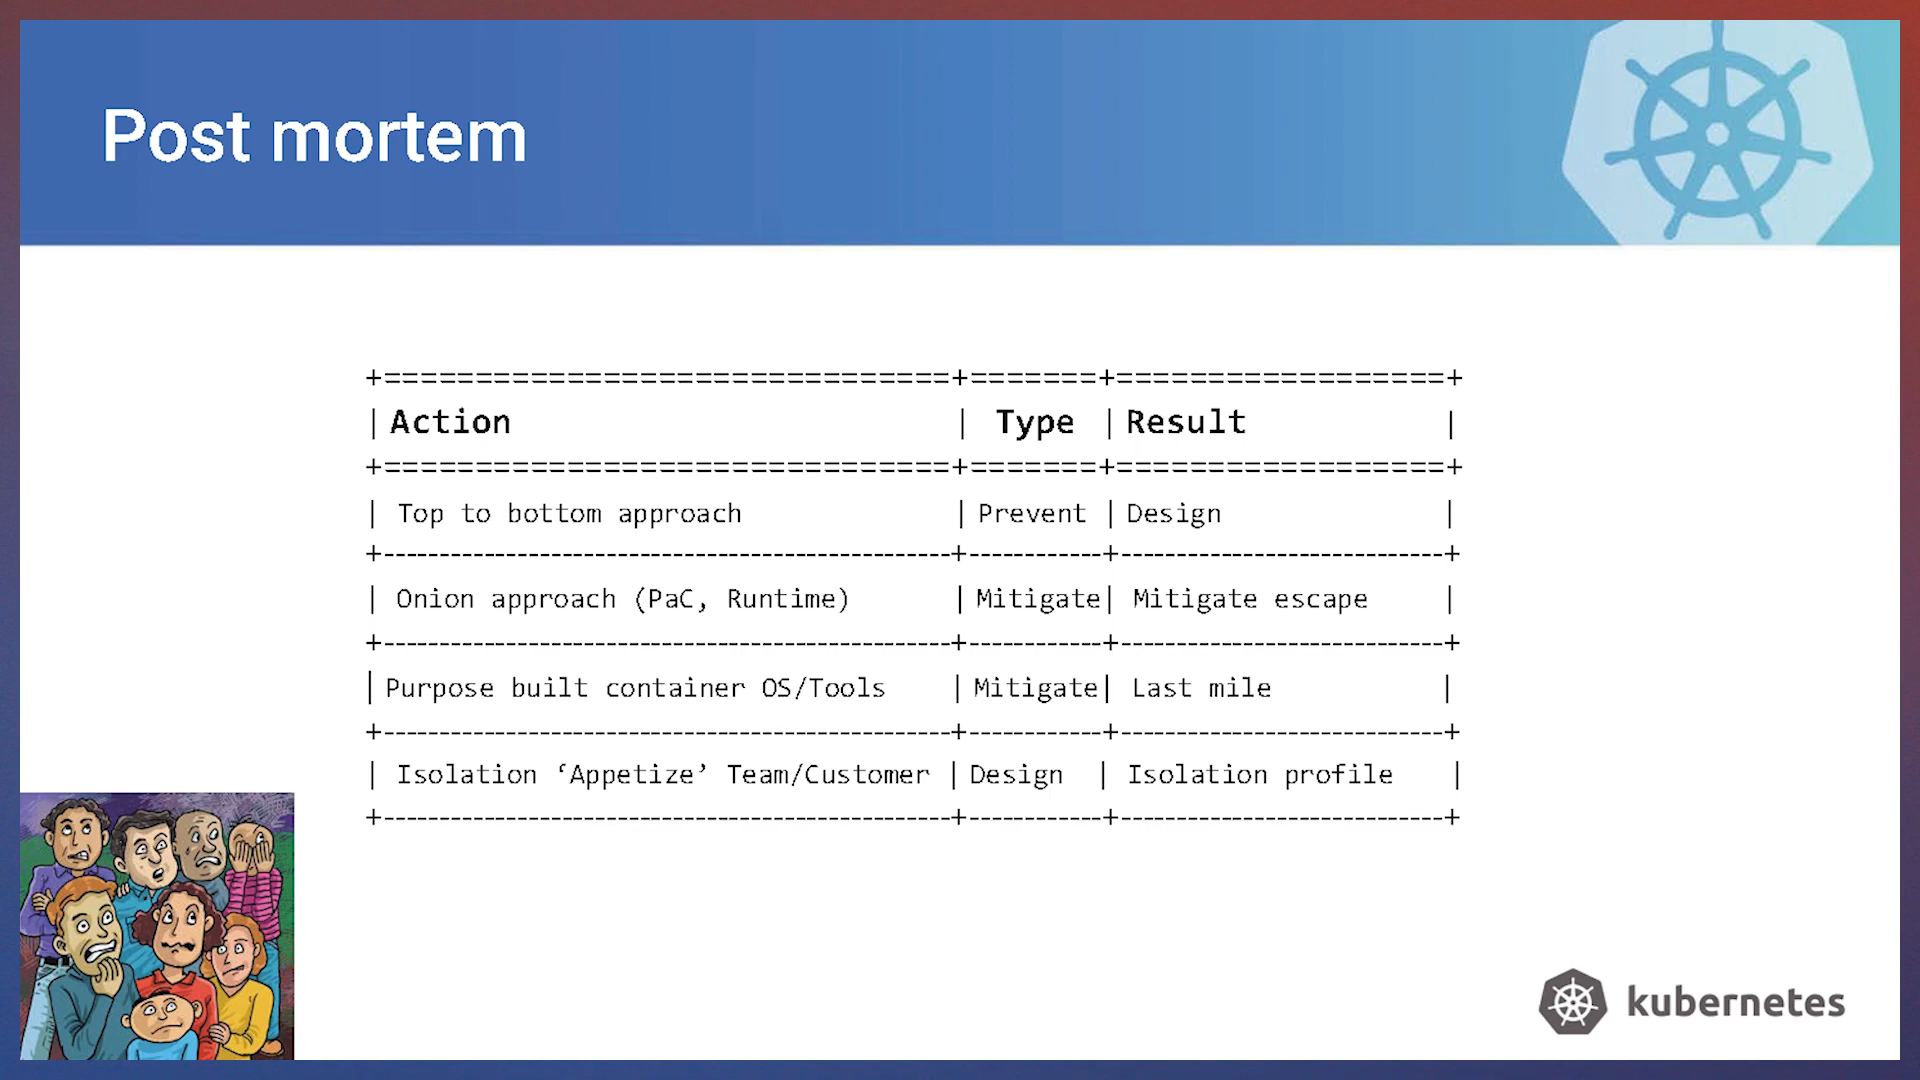 Post mortem
+===============================+=======+==================+
|Action | Type |Result |
+===============================+=======+==================+
| Top to bottom approach |Prevent |Design |
+-----------------------------------------------+-----------+---------------------------+
| Onion approach (PaC, Runtime) |Mitigate| Mitigate escape |
+-----------------------------------------------+-----------+---------------------------+
|Purpose built container OS/Tools |Mitigate| Last mile |
+-----------------------------------------------+-----------+---------------------------+
| Isolation ‘Appetize’ Team/Customer |Design | Isolation profile |
+-----------------------------------------------+-----------+---------------------------+
kubernetes